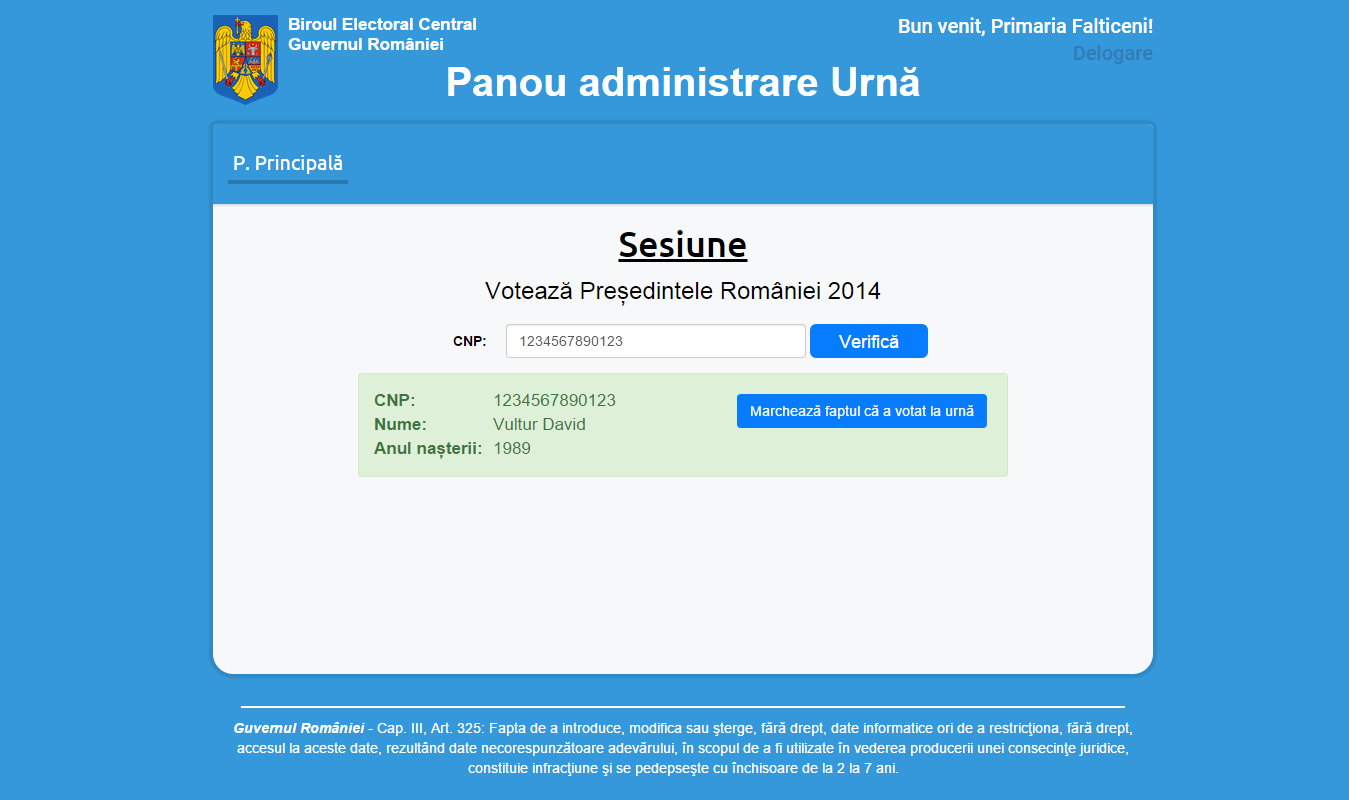 Biroul Electoral Central
Guvernul României
Bun venit, Primaria Falticeni!
Delogare
Panou administrare Urnă
P. Principală
Sesiune
Votează Președintele României 2014
CNP: 1234567890123 Verifică
CNP: 1234567890123 Marchează faptul că a votat la urnă
Nume: Vultur David
Anul nașterii: 1989
Guvernul României - Cap. III, Art. 325: Fapta de a introduce, modifica sau şterge, fără drept, date informatice ori de a restricţiona, fără drept,
accesul la aceste date, rezultând date necorespunzătoare adevărului, în scopul de a fi utilizate în vederea producerii unei consecinţe juridice,
constituie infracţiune şi se pedepseşte cu închisoare de la 2 la 7 ani.